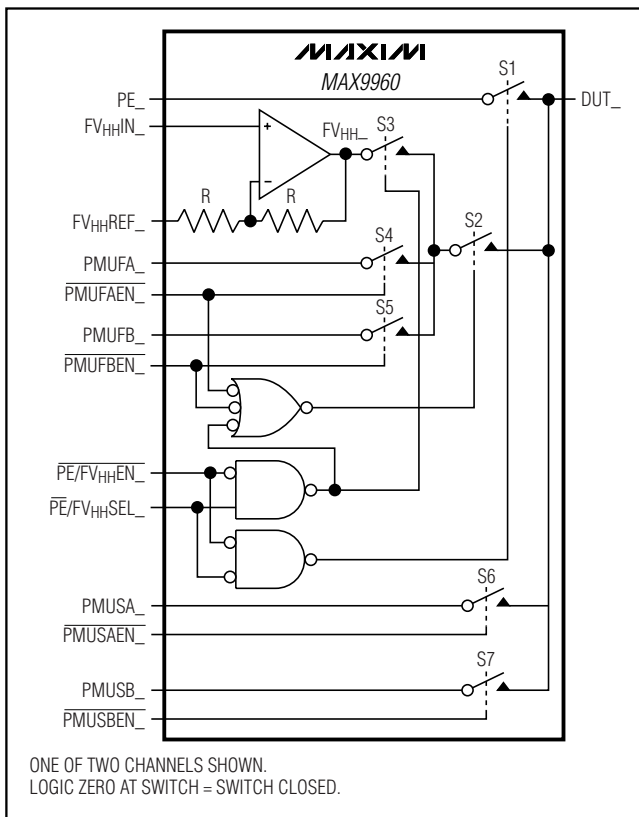 MAXIM
MAX9960
S1
PE_
DUT_
FVHHIN_
+
FVHH_
S3
−
R
R
FVHHREF_
S2
S4
PMUFA_
PMUFAEN_
S5
PMUFB_
PMUFBEN_
PE/FVHHEN_
PE/FVHHSEL_
S6
PMUSA_
PMUSAEN_
S7
PMUSB_
PMUSBEN_
ONE OF TWO CHANNELS SHOWN.
LOGIC ZERO AT SWITCH = SWITCH CLOSED.